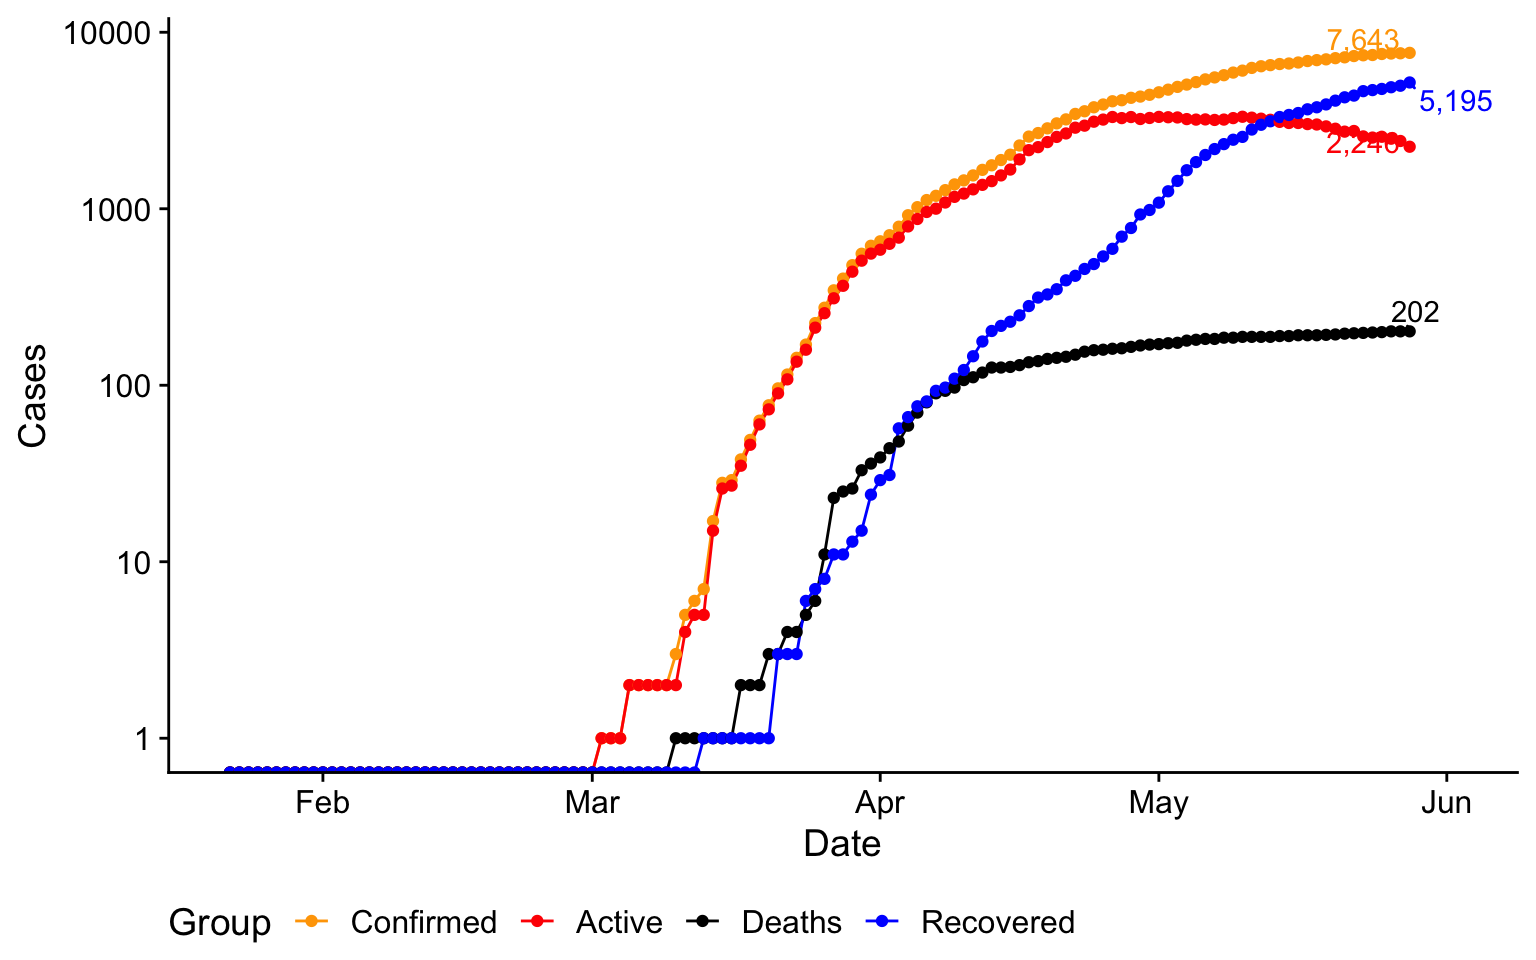 10000
1000
100
10
1
Cases
7,643
5,195
2,246
202
Feb Mar Apr May Jun
Date
Group Confirmed Active Deaths Recovered